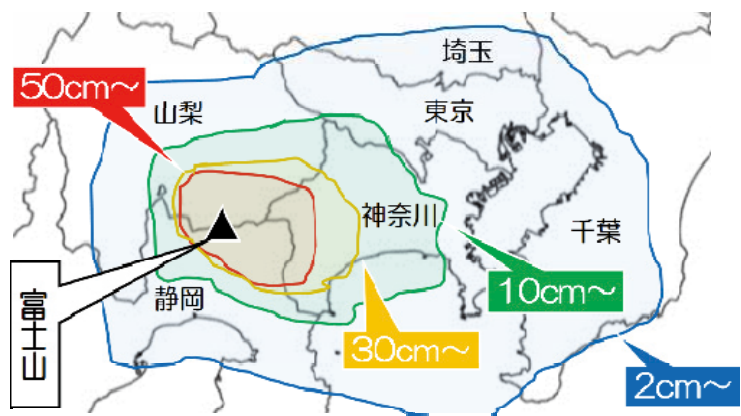 埼玉
50cm～
山梨
東京
神奈川
千葉
富士山
静岡
10cm～
30cm～
2cm～